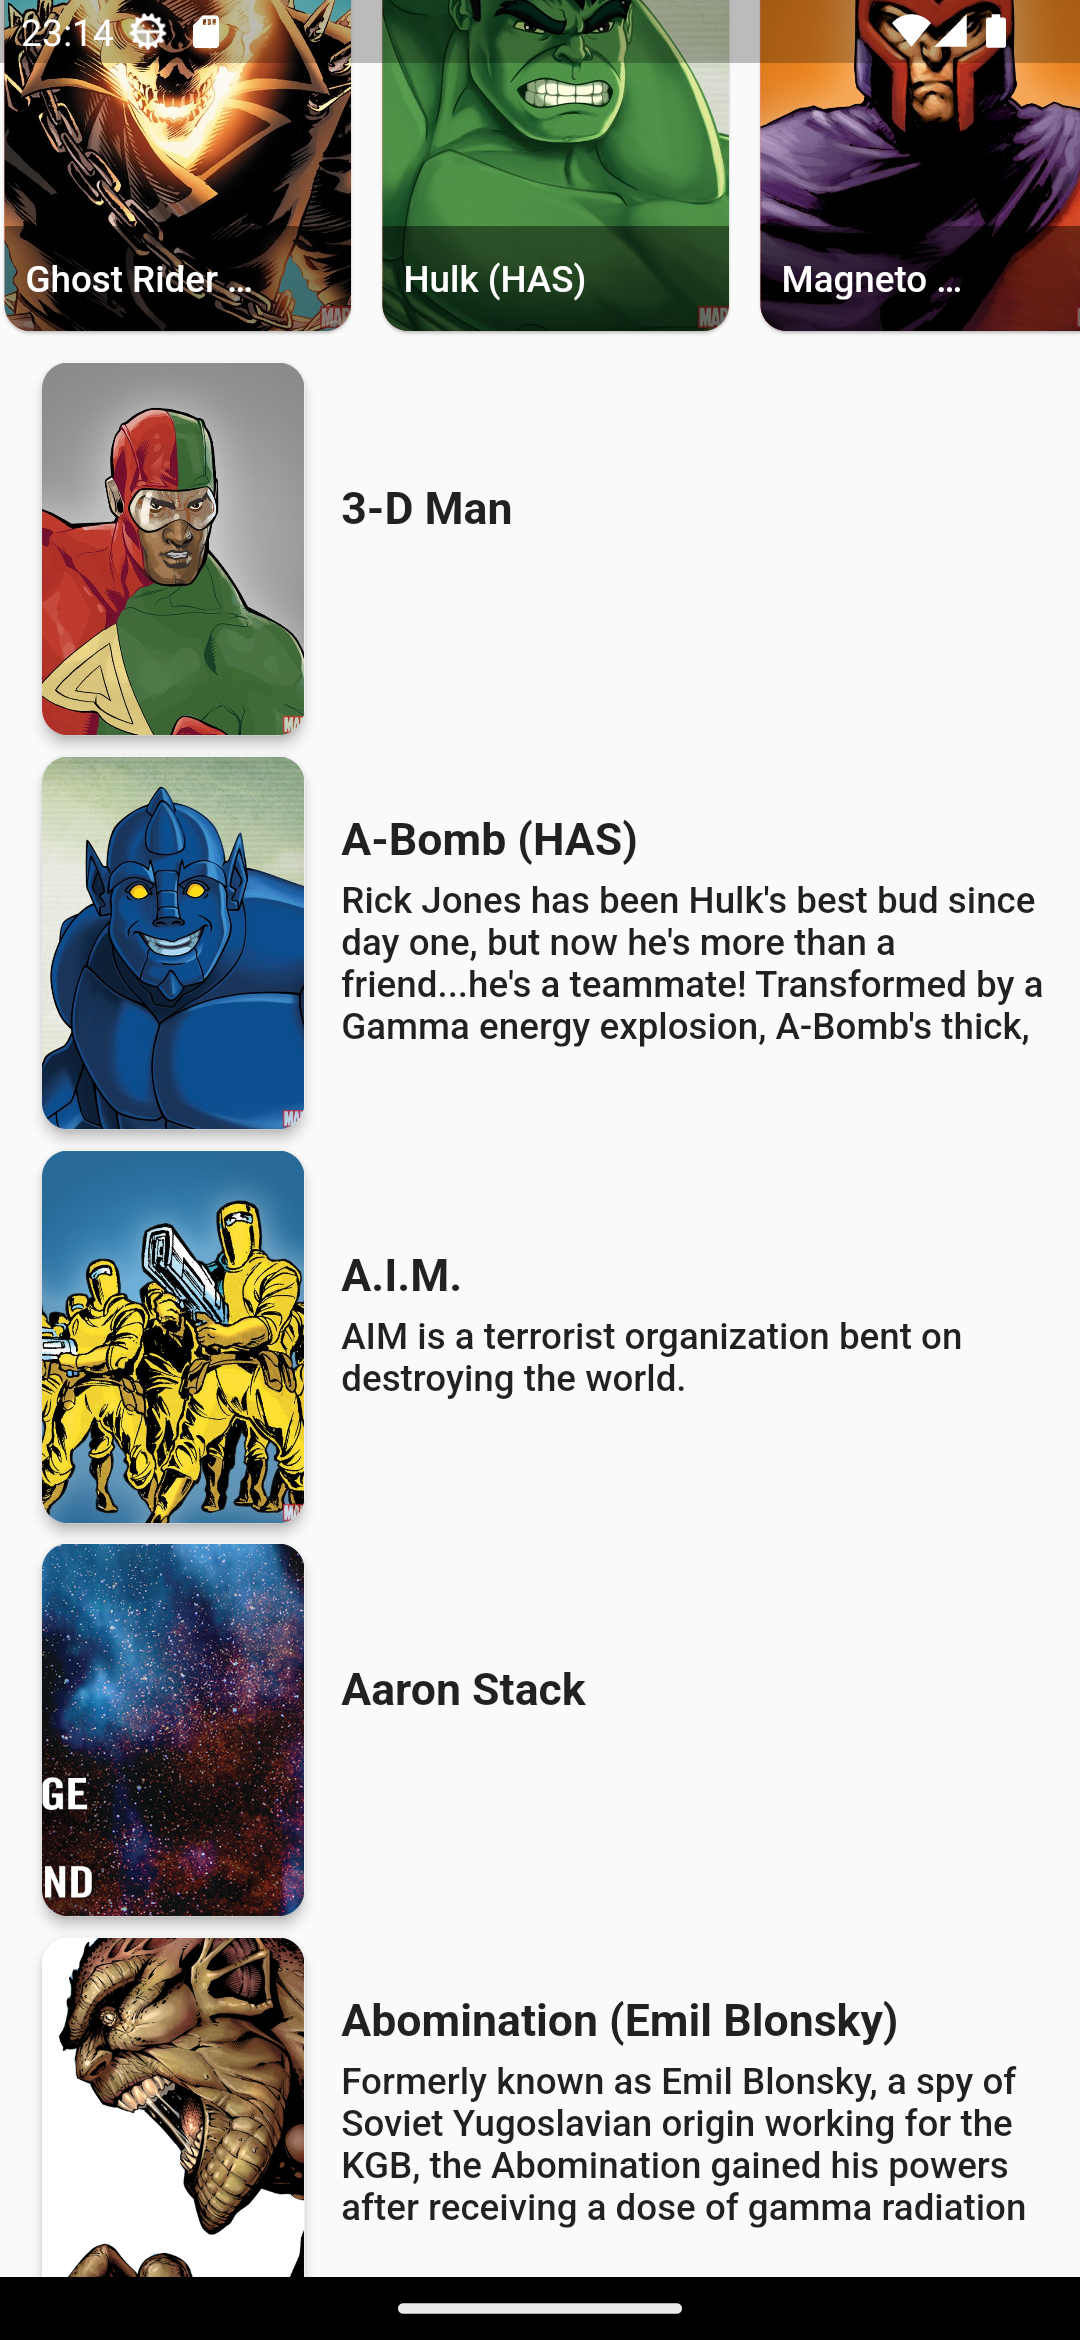 23:14
Ghost Rider ...
Hulk (HAS)
Magneto ...
3-D Man
A-Bomb (HAS)
Rick Jones has been Hulk's best bud since
day one, but now he's more than a
friend...he's a teammate! Transformed by a
Gamma energy explosion, A-Bomb's thick,
A.I.M.
AIM is a terrorist organization bent on
destroying the world.
GE
ND
Aaron Stack
Abomination (Emil Blonsky)
Formerly known as Emil Blonsky, a spy of
Soviet Yugoslavian origin working for the
KGB, the Abomination gained his powers
after receiving a dose of gamma radiation